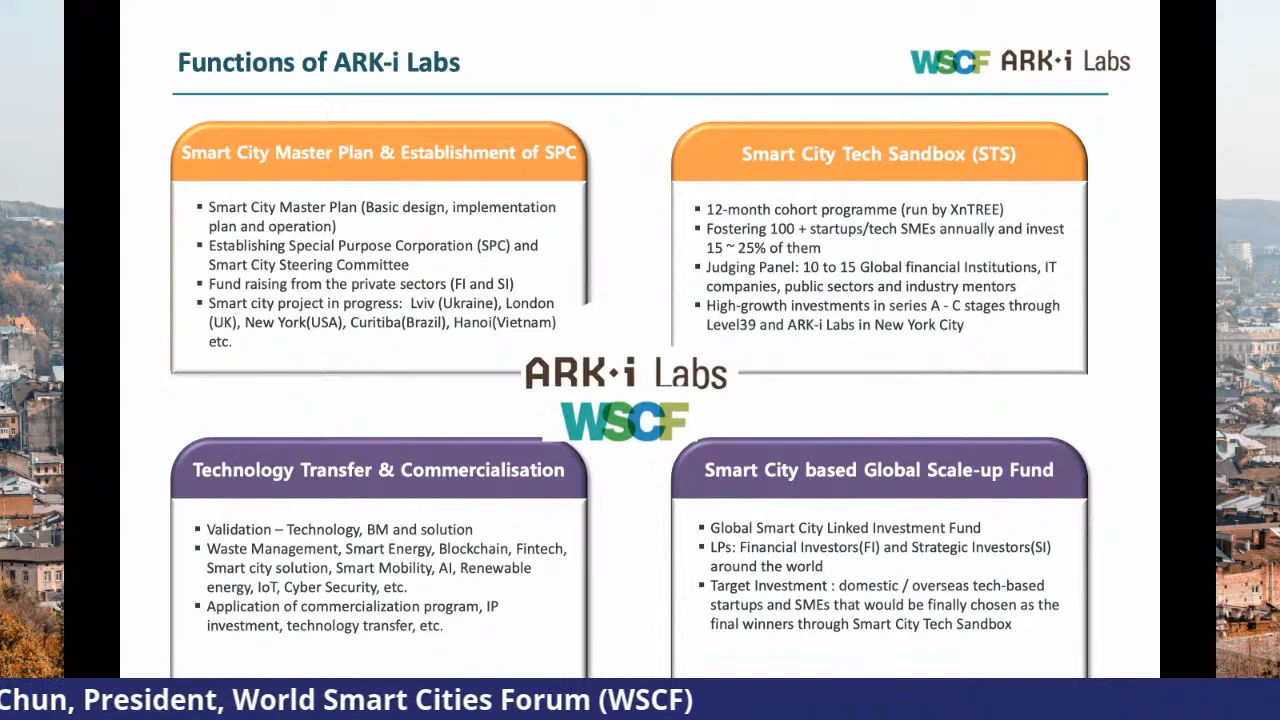 Functions of ARK-i Labs
WSCF ARK·i Labs
Smart City Master Plan & Establishment of SPC
▪ Smart City Master Plan (Basic design, implementation
plan and operation)
▪ Establishing Special Purpose Corporation (SPC) and
Smart City Steering Committee
▪ Fund raising from the private sectors (FI and SI)
▪ Smart city project in progress: Lviv (Ukraine), London
(UK), New York(USA), Curitiba(Brazil), Hanoi(Vietnam)
etc.
Smart City Tech Sandbox (STS)
▪ 12-month cohort programme (run by XnTREE)
▪ Fostering 100 + startups/tech SMEs annually and invest
15 ~ 25% of them
▪ Judging Panel: 10 to 15 Global financial Institutions, IT
companies, public sectors and industry mentors
▪ High-growth investments in series A - C stages through
Level39 and ARK-i Labs in New York City
ARK·i Labs
WSCF
Technology Transfer & Commercialisation
▪ Validation – Technology, BM and solution
▪ Waste Management, Smart Energy, Blockchain, Fintech,
Smart city solution, Smart Mobility, AI, Renewable
energy, IoT, Cyber Security, etc.
▪ Application of commercialization program, IP
investment, technology transfer, etc.
Smart City based Global Scale-up Fund
▪ Global Smart City Linked Investment Fund
▪ LPs: Financial Investors(FI) and Strategic Investors(SI)
around the world
▪ Target Investment : domestic / overseas tech-based
startups and SMEs that would be finally chosen as the
final winners through Smart City Tech Sandbox
Chun, President, World Smart Cities Forum (WSCF)